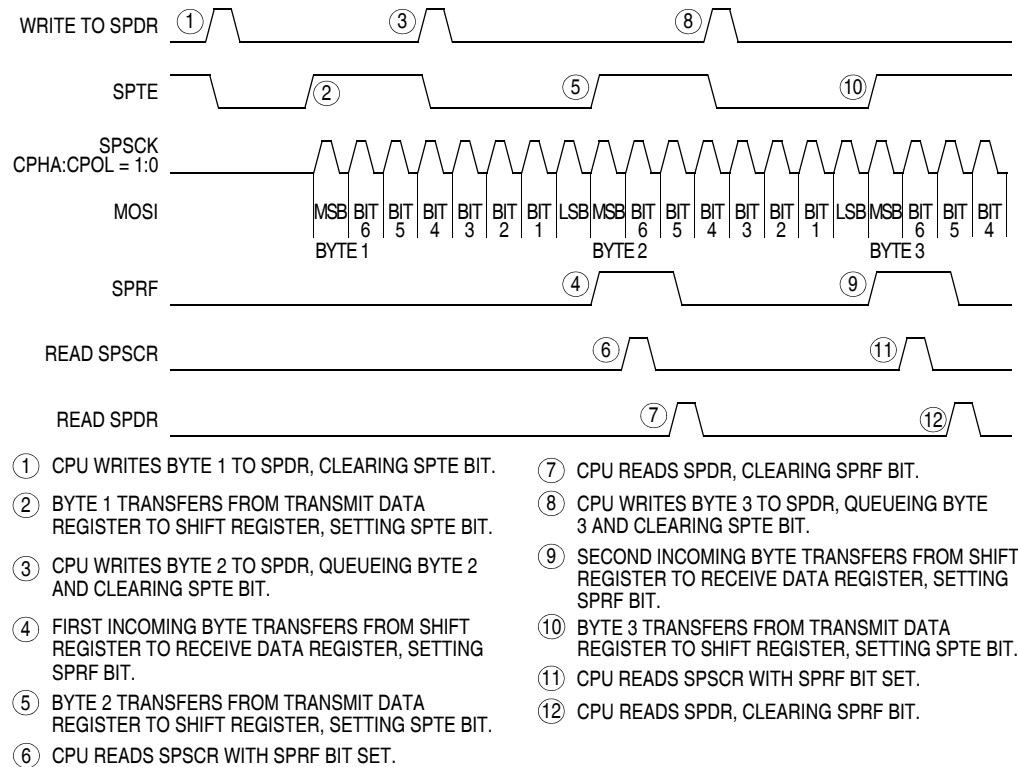 WRITE TO SPDR
1
3
8
SPTE
2
5
10
SPSCK
CPHA:CPOL = 1:0
MOSI
MSB BIT 6 BIT 5 BIT 4 BIT 3 BIT 2 BIT 1 LSB MSB BIT 6 BIT 5 BIT 4 BIT 3 BIT 2 BIT 1 LSB MSB BIT 6 BIT 5 BIT 4
BYTE 1 BYTE 2 BYTE 3
SPRF
4
9
READ SPSCR
6
11
READ SPDR
7
12
1 CPU WRITES BYTE 1 TO SPDR, CLEARING SPTE BIT.
2 BYTE 1 TRANSFERS FROM TRANSMIT DATA
REGISTER TO SHIFT REGISTER, SETTING SPTE BIT.
3 CPU WRITES BYTE 2 TO SPDR, QUEUEING BYTE 2
AND CLEARING SPTE BIT.
4 FIRST INCOMING BYTE TRANSFERS FROM SHIFT
REGISTER TO RECEIVE DATA REGISTER, SETTING
SPRF BIT.
5 BYTE 2 TRANSFERS FROM TRANSMIT DATA
REGISTER TO SHIFT REGISTER, SETTING SPTE BIT.
6 CPU READS SPSCR WITH SPRF BIT SET.
7 CPU READS SPDR, CLEARING SPRF BIT.
8 CPU WRITES BYTE 3 TO SPDR, QUEUEING BYTE
3 AND CLEARING SPTE BIT.
9 SECOND INCOMING BYTE TRANSFERS FROM SHIFT
REGISTER TO RECEIVE DATA REGISTER, SETTING
SPRF BIT.
10 BYTE 3 TRANSFERS FROM TRANSMIT DATA
REGISTER TO SHIFT REGISTER, SETTING SPTE BIT.
11 CPU READS SPSCR WITH SPRF BIT SET.
12 CPU READS SPDR, CLEARING SPRF BIT.